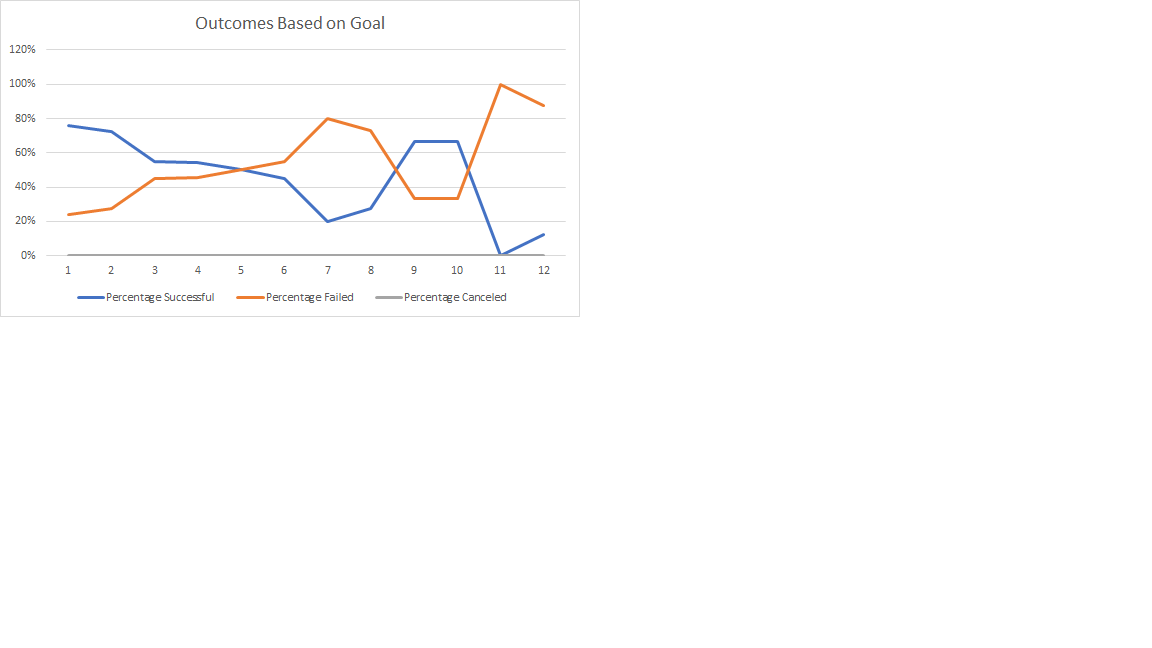 Outcomes Based on Goal
120%
100%
80%
60%
40%
20%
0%
1 2 3 4 5 6 7 8 9 10 11 12
Percentage Successful Percentage Failed Percentage Canceled